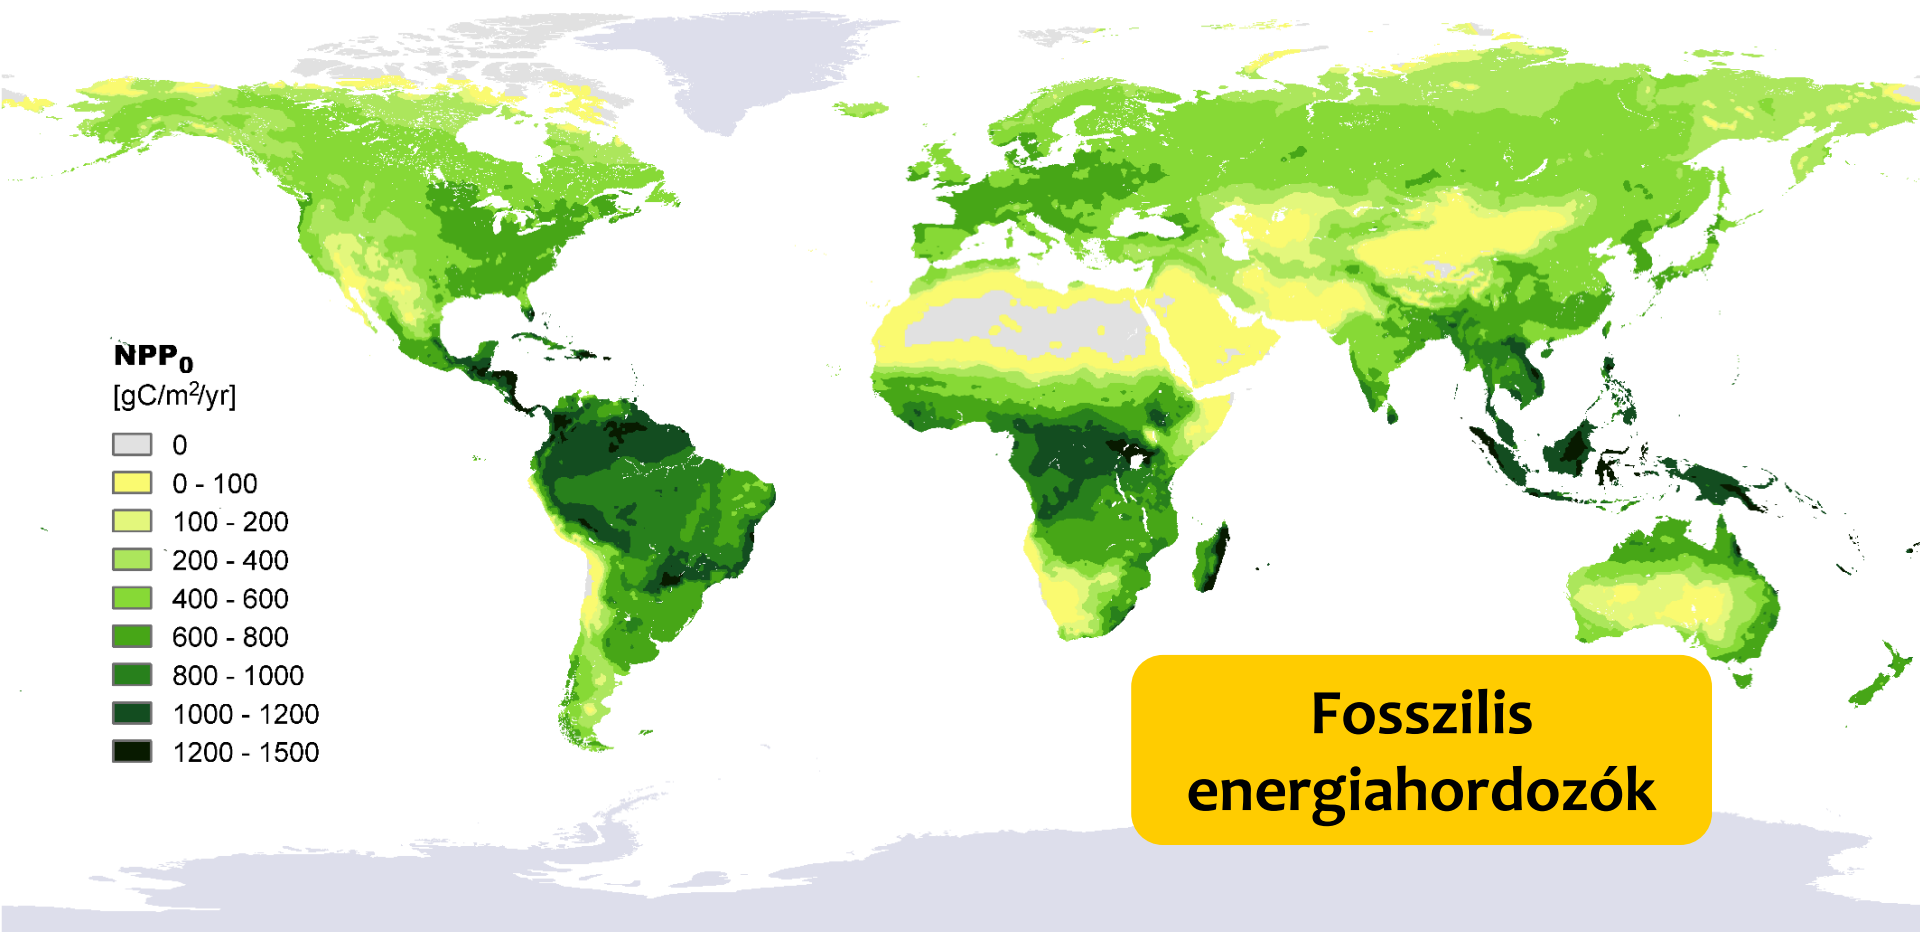 NPP₀
[gC/m²/yr]
0
0 - 100
100 - 200
200 - 400
400 - 600
600 - 800
800 - 1000
1000 - 1200
1200 - 1500
Fosszilis
energiahordozók